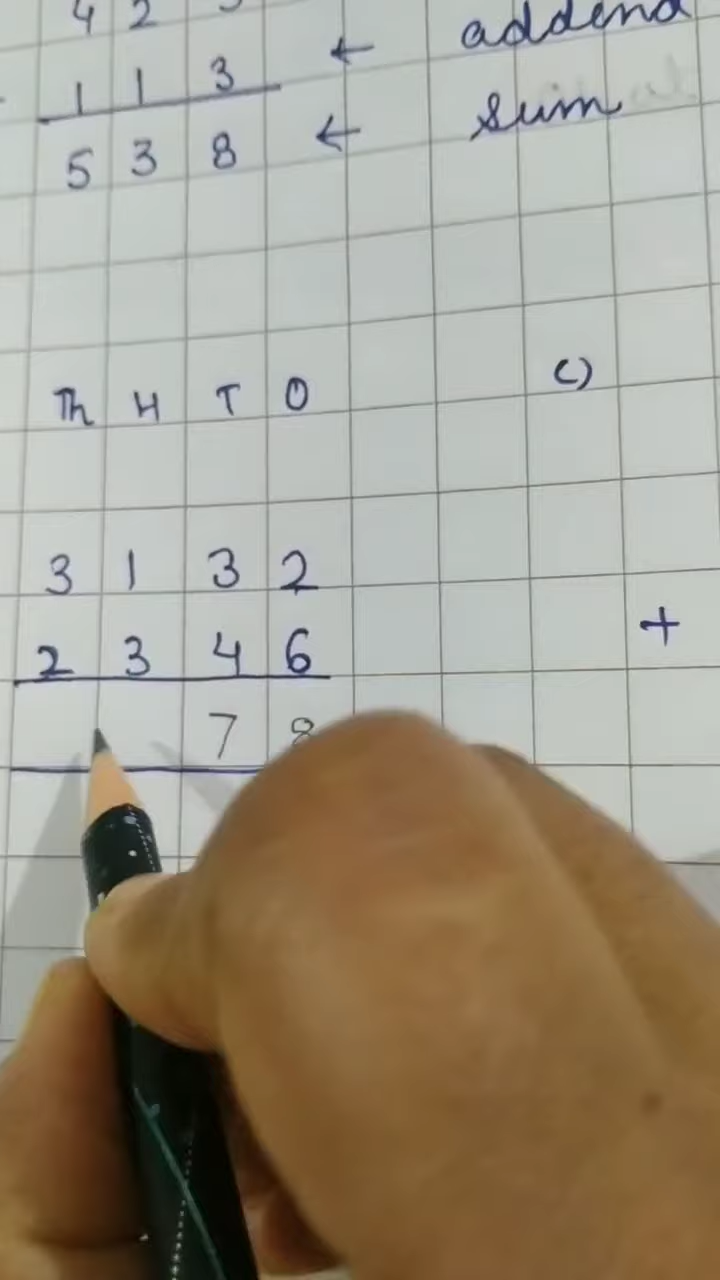 4 2
1 1 3 ← addend
5 3 8 ← sum
Th H T O
c)
3 1 3 2
2 3 4 6
+
7 8